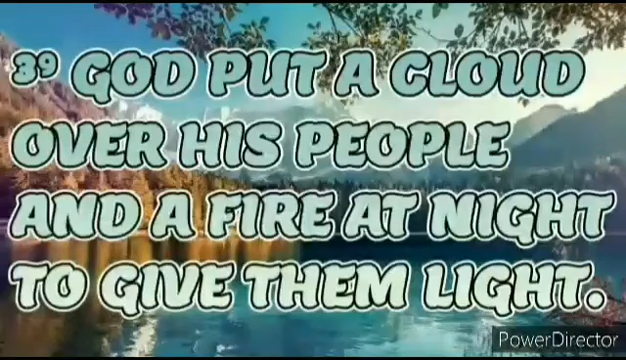 39 GOD PUT A CLOUD
OVER HIS PEOPLE
AND A FIRE AT NIGHT
TO GIVE THEM LIGHT.
PowerDirector